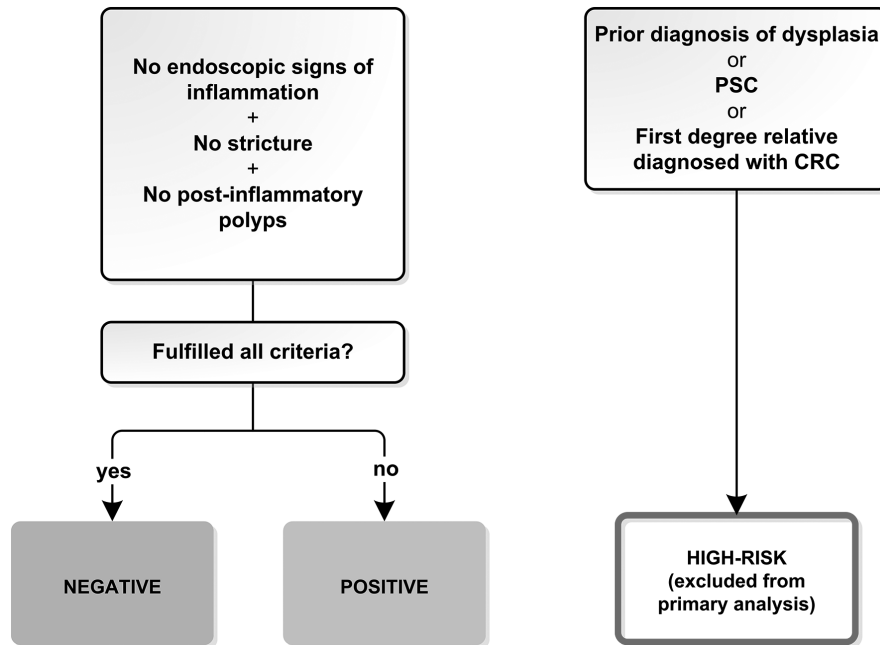 No endoscopic signs of
inflammation
+
No stricture
+
No post-inflammatory
polyps
Fulfilled all criteria?
yes
no
NEGATIVE
POSITIVE
Prior diagnosis of dysplasia
or
PSC
or
First degree relative
diagnosed with CRC
HIGH-RISK
(excluded from
primary analysis)